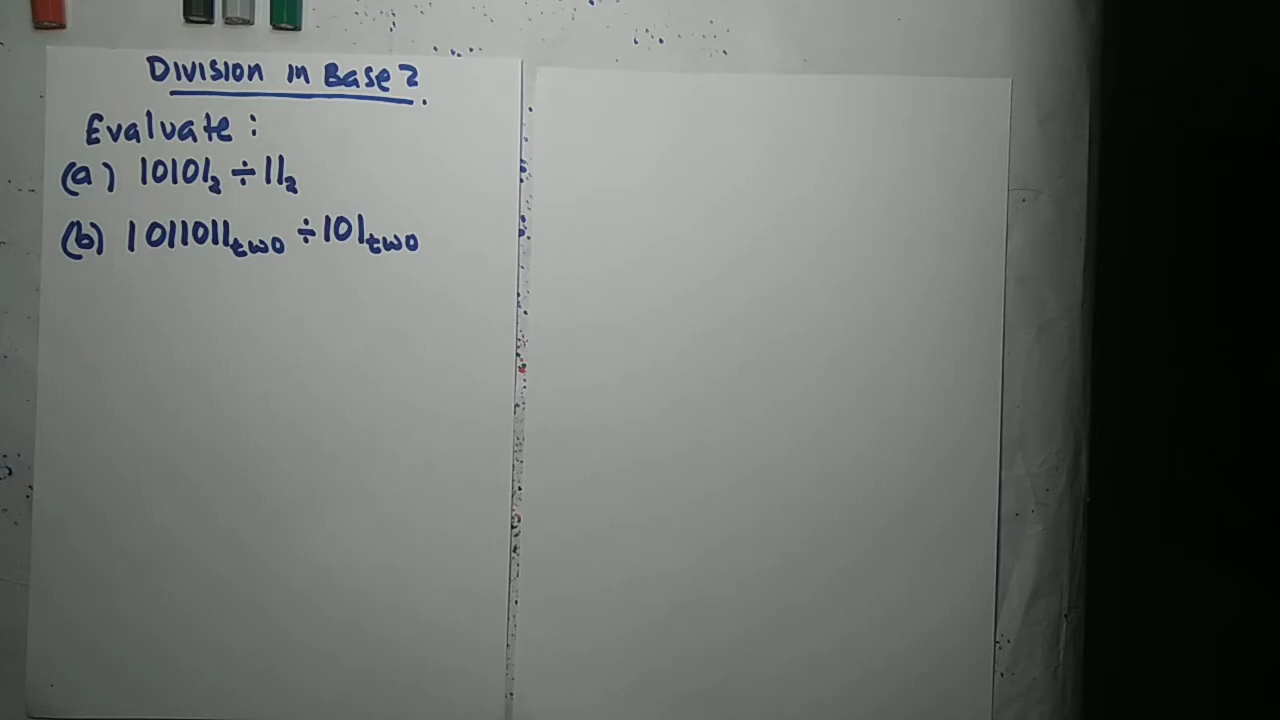 Division in Base 2.
Evaluate:
(a) 10101₂ ÷ 11₂
(b) 1011011two ÷ 101two